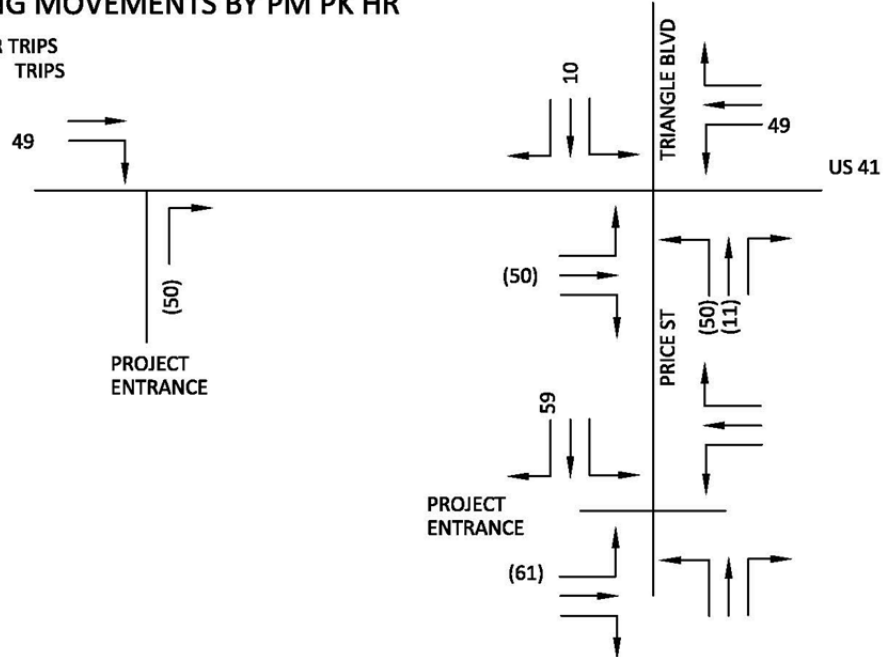 MOVEMENTS BY PM PK HR
TRIPS
TRIPS
49
10
TRIANGLE BLVD
49
US 41
(50)
(50)
(50)
(11)
PRICE ST
PROJECT
ENTRANCE
59
PROJECT
ENTRANCE
(61)